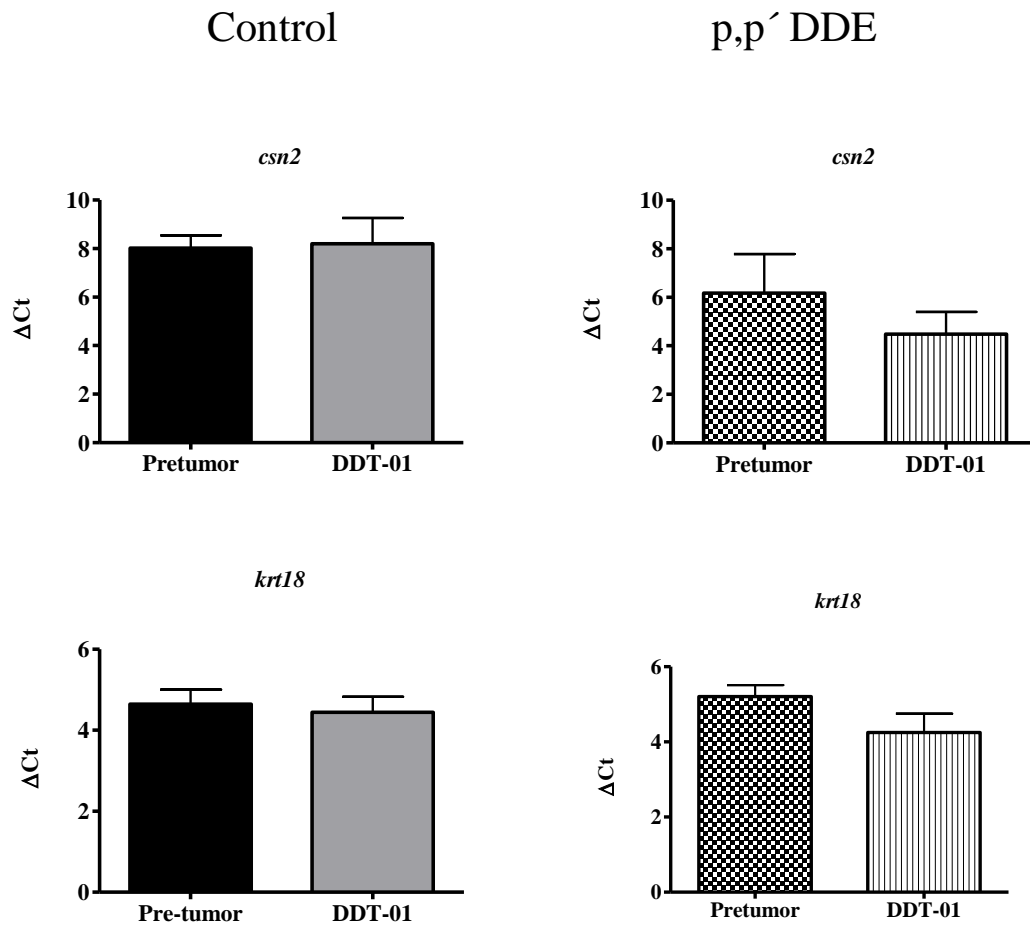 Control
p,p´ DDE
csn2
10
8
6
4
2
0
ΔCt
Pretumor
DDT-01
csn2
10
8
6
4
2
0
ΔCt
Pretumor
DDT-01
krt18
6
4
2
0
ΔCt
Pre-tumor
DDT-01
krt18
6
4
2
0
ΔCt
Pretumor
DDT-01